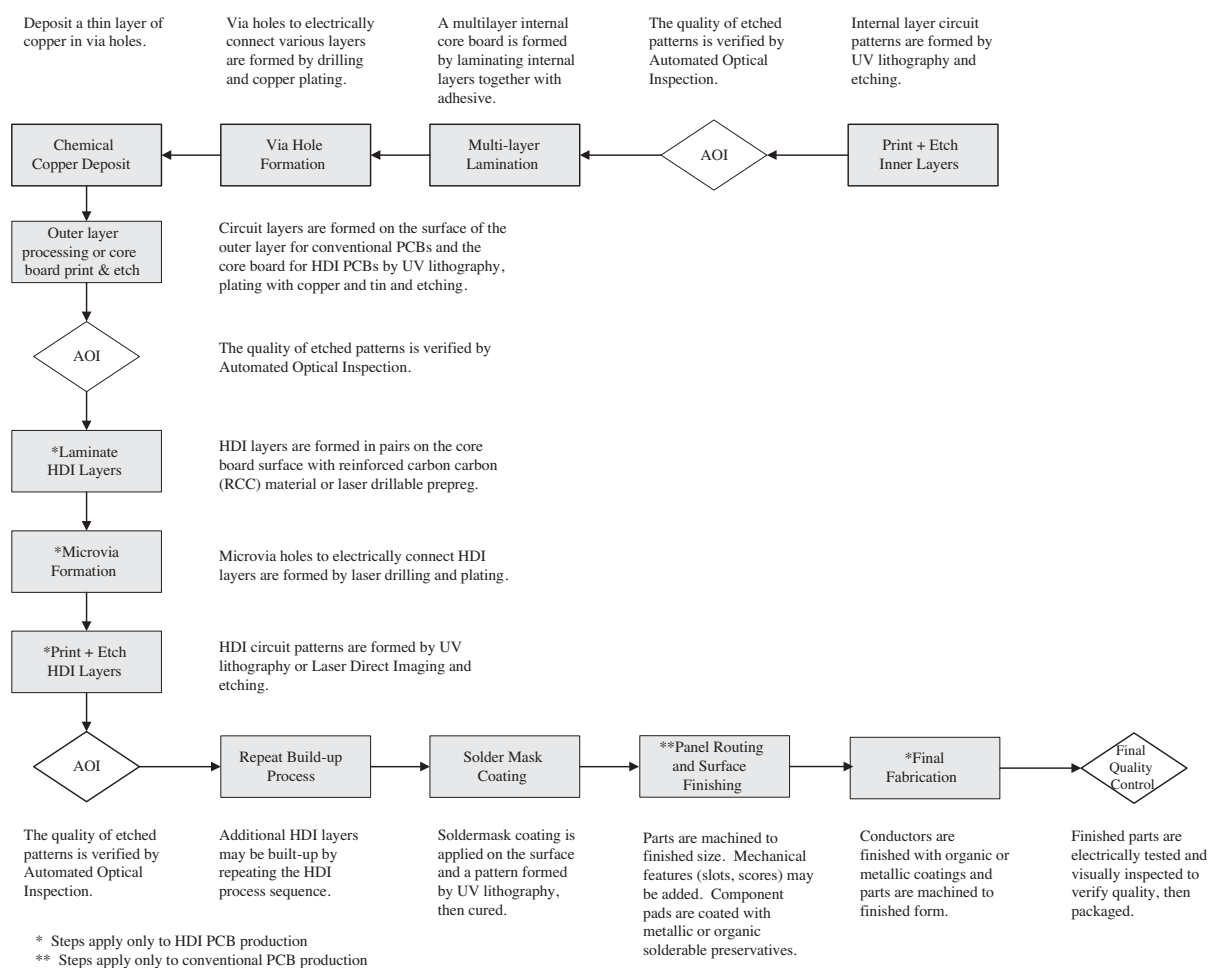 Deposit a thin layer of
copper in via holes.
Via holes to electrically
connect various layers
are formed by drilling
and copper plating.
A multilayer internal
core board is formed
by laminating internal
layers together with
adhesive.
The quality of etched
patterns is verified by
Automated Optical
Inspection.
Internal layer circuit
patterns are formed by
UV lithography and
etching.
Chemical
Copper Deposit
Via Hole
Formation
Multi-layer
Lamination
AOI
Print + Etch
Inner Layers
Outer layer
processing or core
board print & etch
Circuit layers are formed on the surface of the
outer layer for conventional PCBs and the
core board for HDI PCBs by UV lithography,
plating with copper and tin and etching.
AOI
The quality of etched patterns is verified by
Automated Optical Inspection.
*Laminate
HDI Layers
HDI layers are formed in pairs on the core
board surface with reinforced carbon carbon
(RCC) material or laser drillable prepreg.
*Microvia
Formation
Microvia holes to electrically connect HDI
layers are formed by laser drilling and plating.
*Print + Etch
HDI Layers
HDI circuit patterns are formed by UV
lithography or Laser Direct Imaging and
etching.
AOI
Repeat Build-up
Process
Solder Mask
Coating
**Panel Routing
and Surface
Finishing
*Final
Fabrication
Final
Quality
Control
The quality of etched
patterns is verified by
Automated Optical
Inspection.
Additional HDI layers
may be built-up by
repeating the HDI
process sequence.
Soldermask coating is
applied on the surface
and a pattern formed
by UV lithography,
then cured.
Parts are machined to
finished size. Mechanical
features (slots, scores) may
be added. Component
pads are coated with
metallic or organic
solderable preservatives.
Conductors are
finished with organic or
metallic coatings and
parts are machined to
finished form.
Finished parts are
electrically tested and
visually inspected to
verify quality, then
packaged.
* Steps apply only to HDI PCB production
** Steps apply only to conventional PCB production